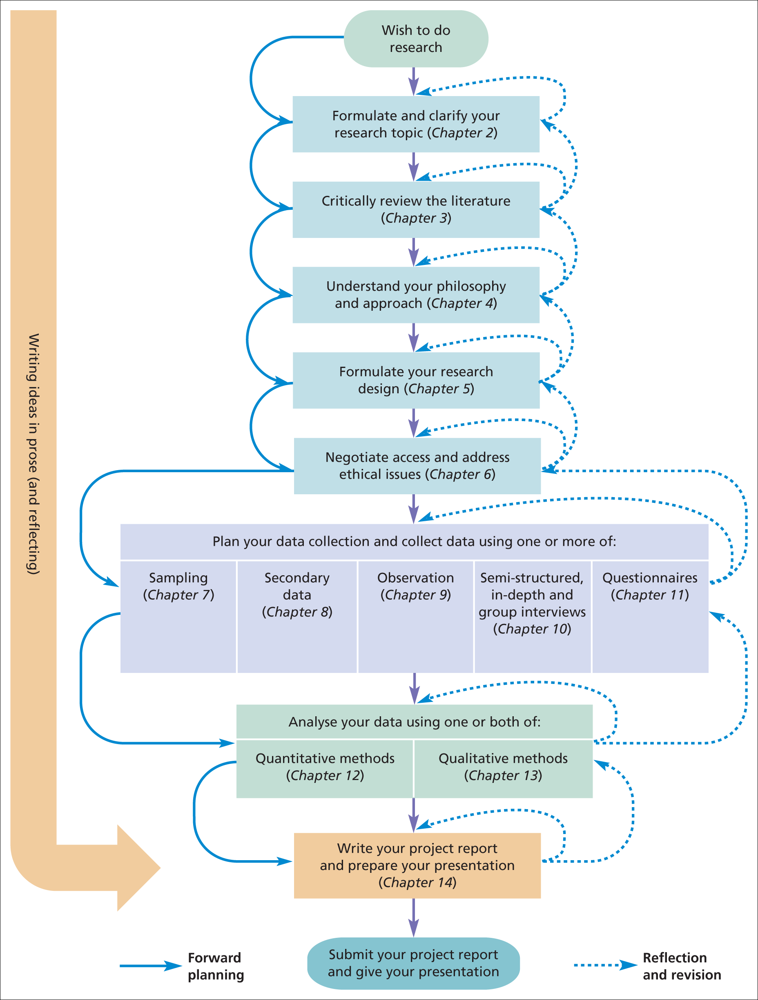 Wish to do
research
Formulate and clarify your
research topic (Chapter 2)
Critically review the literature
(Chapter 3)
Understand your philosophy
and approach (Chapter 4)
Formulate your research
design (Chapter 5)
Negotiate access and address
ethical issues (Chapter 6)
Writing ideas in prose (and reflecting)
Plan your data collection and collect data using one or more of:
Sampling
(Chapter 7)
Secondary
data
(Chapter 8)
Observation
(Chapter 9)
Semi-structured,
in-depth and
group interviews
(Chapter 10)
Questionnaires
(Chapter 11)
Analyse your data using one or both of:
Quantitative methods
(Chapter 12)
Qualitative methods
(Chapter 13)
Write your project report
and prepare your presentation
(Chapter 14)
Submit your project report
and give your presentation
Forward
planning
Reflection
and revision